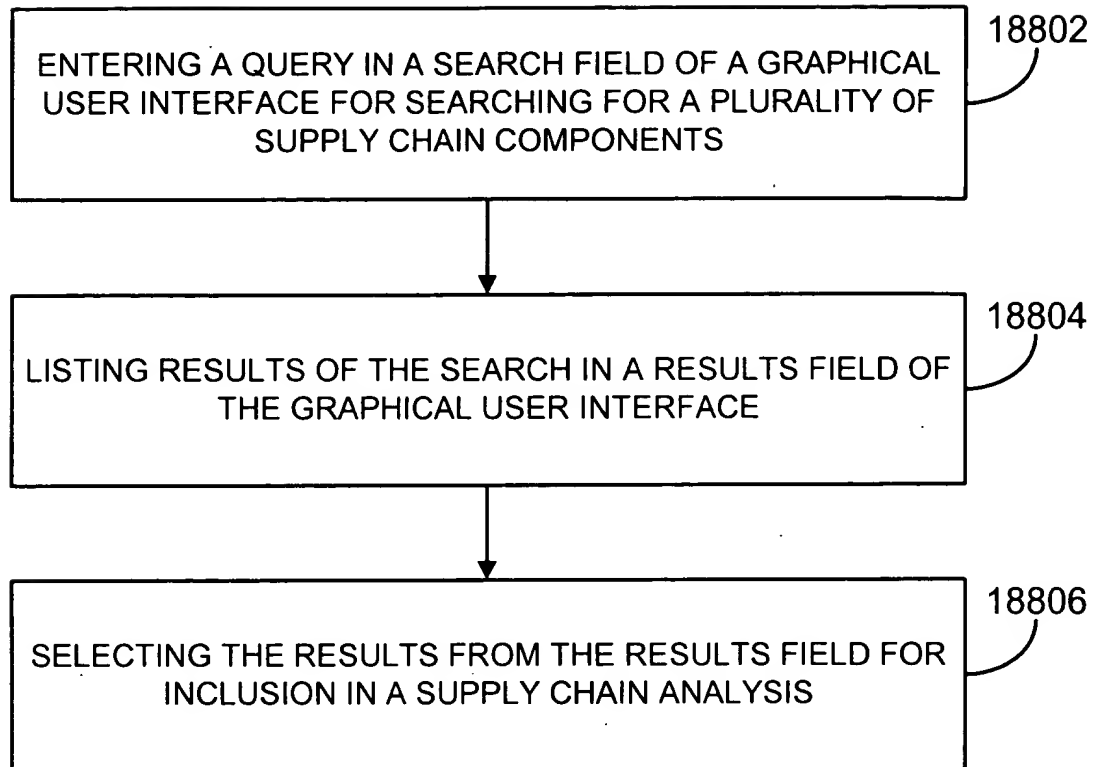 18802
ENTERING A QUERY IN A SEARCH FIELD OF A GRAPHICAL
USER INTERFACE FOR SEARCHING FOR A PLURALITY OF
SUPPLY CHAIN COMPONENTS
18804
LISTING RESULTS OF THE SEARCH IN A RESULTS FIELD OF
THE GRAPHICAL USER INTERFACE
18806
SELECTING THE RESULTS FROM THE RESULTS FIELD FOR
INCLUSION IN A SUPPLY CHAIN ANALYSIS